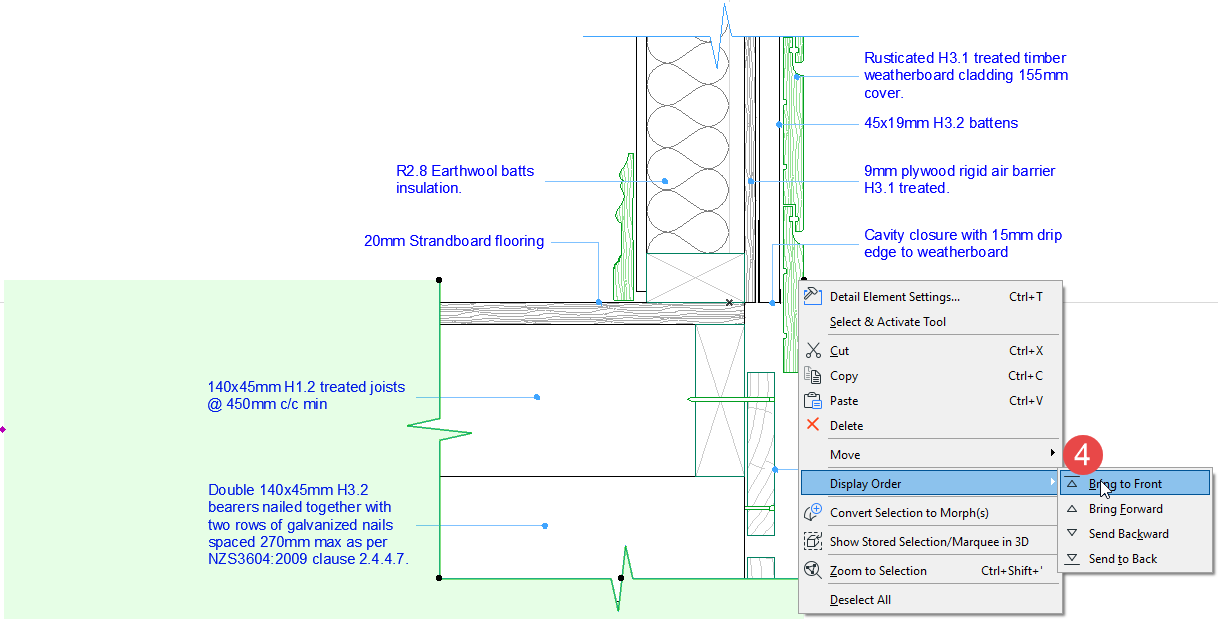 Rusticated H3.1 treated timber
weatherboard cladding 155mm
cover.
45x19mm H3.2 battens
R2.8 Earthwool batts
insulation.
9mm plywood rigid air barrier
H3.1 treated.
20mm Strandboard flooring
Cavity closure with 15mm drip
edge to weatherboard
140x45mm H1.2 treated joists
@ 450mm c/c min
Double 140x45mm H3.2
bearers nailed together with
two rows of galvanized nails
spaced 270mm max as per
NZS3604:2009 clause 2.4.4.7.
Detail Element Settings... Ctrl+T
Select & Activate Tool
Cut Ctrl+X
Copy Ctrl+C
Paste Ctrl+V
Delete
Move
Display Order
Convert Selection to Morph(s)
Show Stored Selection/Marquee in 3D
Zoom to Selection Ctrl+Shift+'
Deselect All
4
Bring to Front
Bring Forward
Send Backward
Send to Back